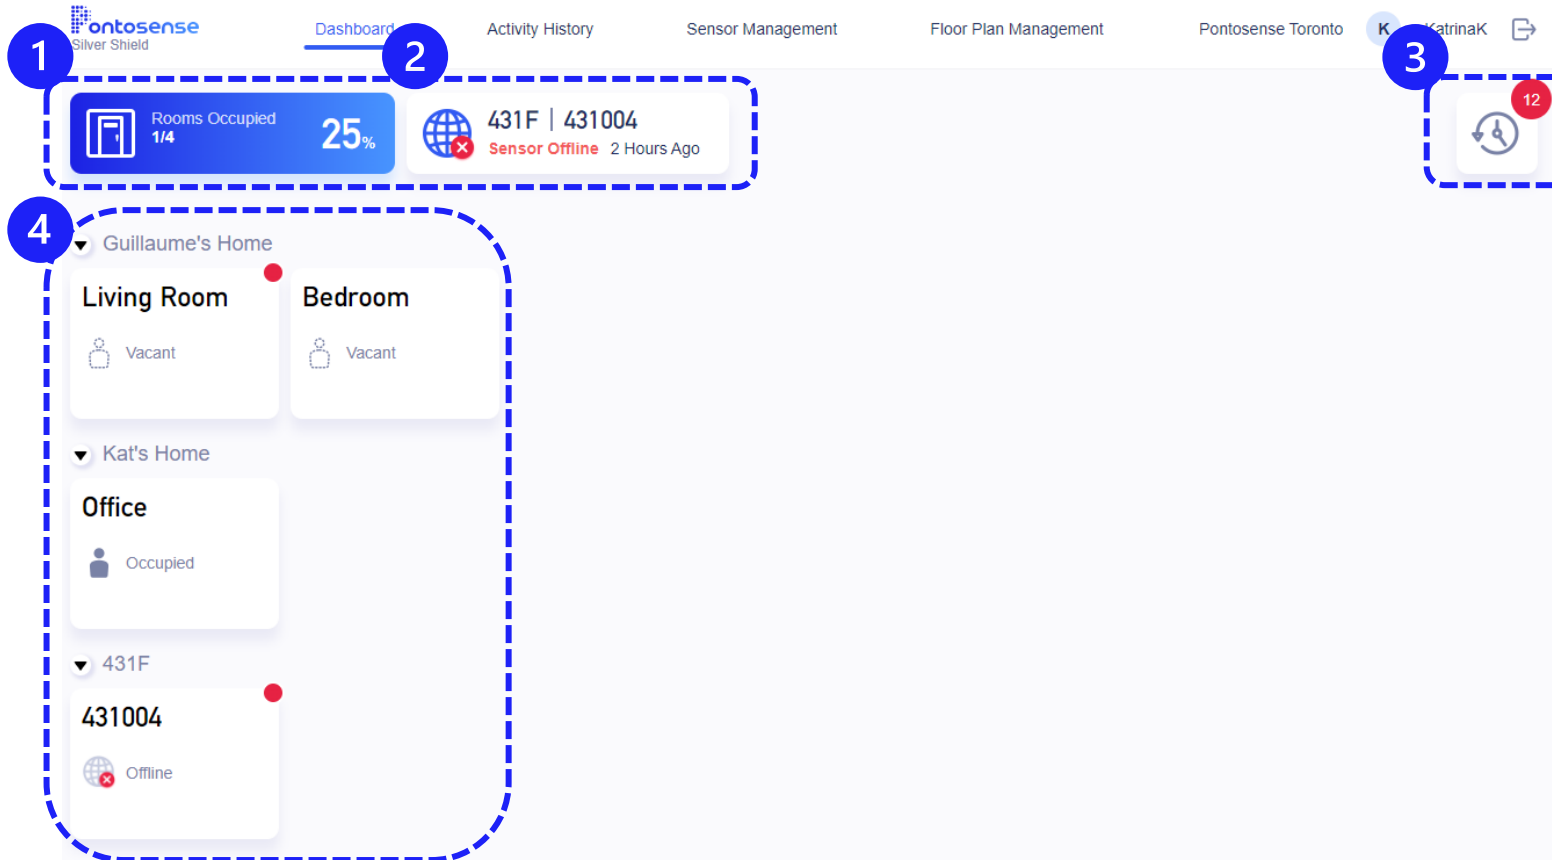 Pontosense
Silver Shield
Dashboard
Activity History
Sensor Management
Floor Plan Management
Pontosense Toronto
K
KatrinaK
1
2
3
Rooms Occupied
1/4
25%
431F | 431004
Sensor Offline 2 Hours Ago
12
4
Guillaume's Home
Living Room
Vacant
Bedroom
Vacant
Kat's Home
Office
Occupied
431F
431004
Offline